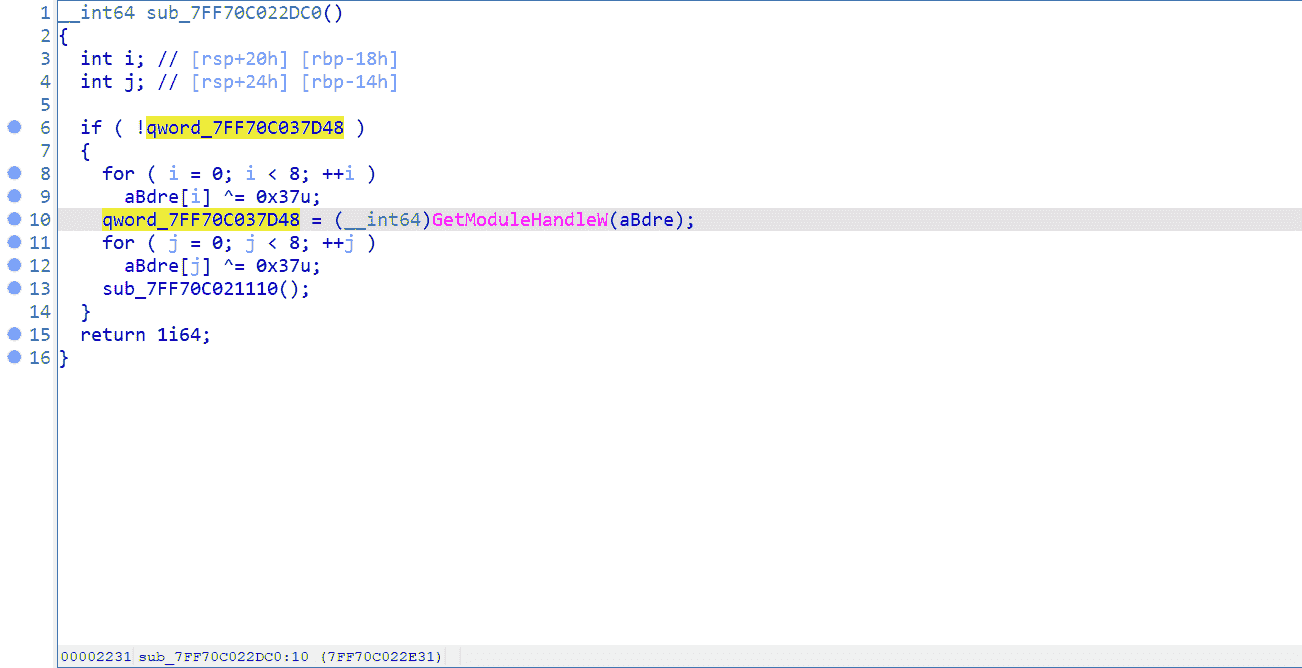 1 __int64 sub_7FF70C022DC0()
2 {
3   int i; // [rsp+20h] [rbp-18h]
4   int j; // [rsp+24h] [rbp-14h]
5
6   if ( !qword_7FF70C037D48 )
7   {
8     for ( i = 0; i < 8; ++i )
9       aBdre[i] ^= 0x37u;
10     qword_7FF70C037D48 = (__int64)GetModuleHandleW(aBdre);
11     for ( j = 0; j < 8; ++j )
12       aBdre[j] ^= 0x37u;
13     sub_7FF70C021110();
14   }
15   return 1i64;
16 }
00002231 sub_7FF70C022DC0:10 (7FF70C022E31)